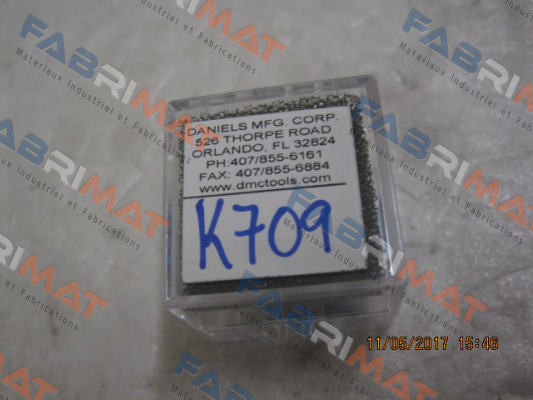 FABRIMAT
Materiaux Industriel et Fabrications
DANIELS MFG. CORP.
526 THORPE ROAD
ORLANDO, FL 32824
PH:407/855-6161
FAX: 407/855-6884
www.dmctools.com
K709
11/05/2017 15:46